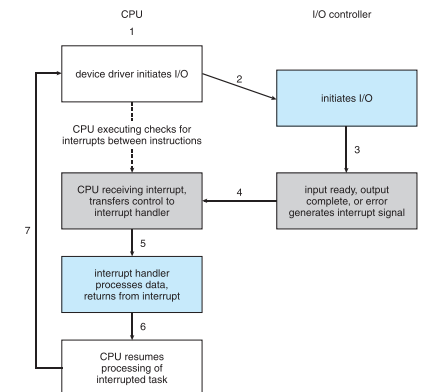 CPU
I/O controller
1
device driver initiates I/O
2
initiates I/O
CPU executing checks for
interrupts between instructions
3
CPU receiving interrupt,
transfers control to
interrupt handler
4
input ready, output
complete, or error
generates interrupt signal
7
5
interrupt handler
processes data,
returns from interrupt
6
CPU resumes
processing of
interrupted task